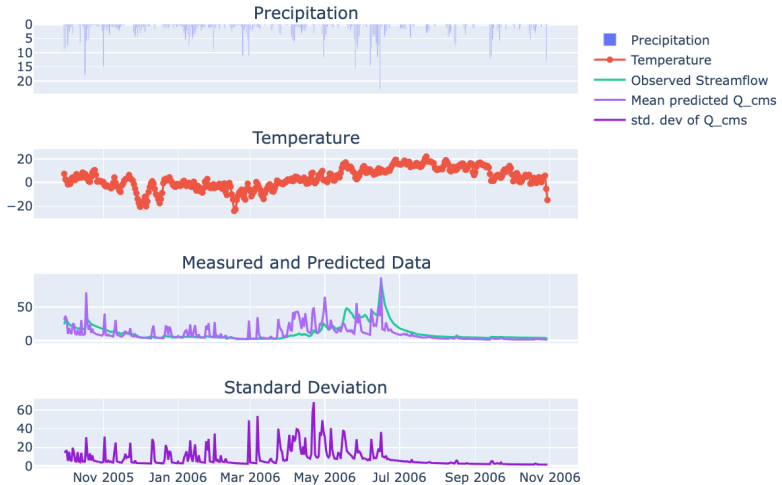 Precipitation
0
5
10
15
20
Precipitation
Temperature
Observed Streamflow
Mean predicted Q_cms
std. dev of Q_cms
Temperature
20
0
−20
Measured and Predicted Data
50
0
Standard Deviation
60
40
20
0
Nov 2005 Jan 2006 Mar 2006 May 2006 Jul 2006 Sep 2006 Nov 2006